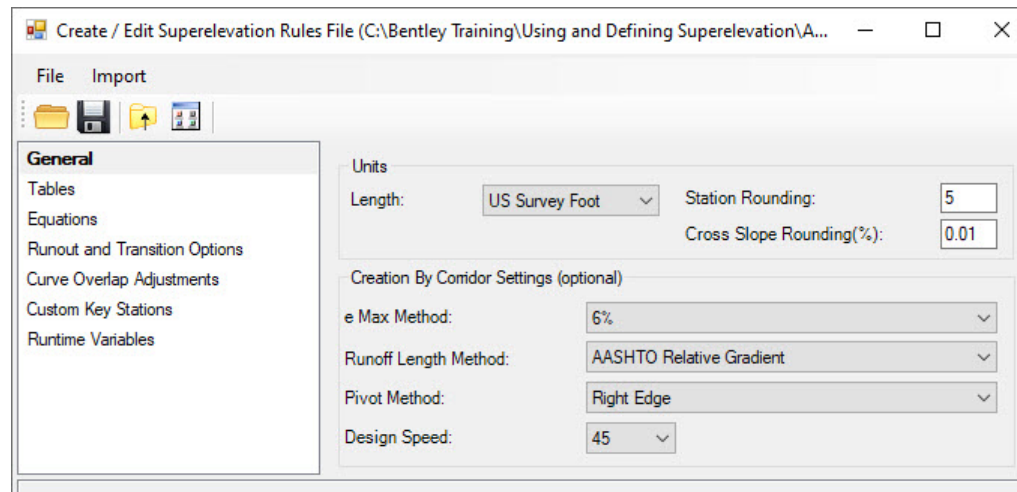 Create / Edit Superelevation Rules File (C:\Bentley Training\Using and Defining Superelevation\A...
File Import
General
Tables
Equations
Runout and Transition Options
Curve Overlap Adjustments
Custom Key Stations
Runtime Variables
Units
Length: US Survey Foot Station Rounding: 5
Cross Slope Rounding(%): 0.01
Creation By Corridor Settings (optional)
e Max Method: 6%
Runoff Length Method: AASHTO Relative Gradient
Pivot Method: Right Edge
Design Speed: 45